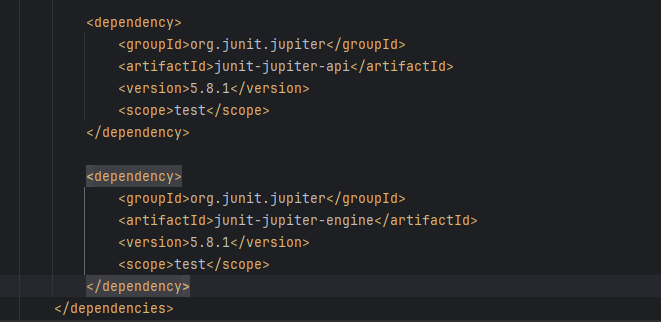 <dependency>
<groupId>org.junit.jupiter</groupId>
<artifactId>junit-jupiter-api</artifactId>
<version>5.8.1</version>
<scope>test</scope>
</dependency>
<dependency>
<groupId>org.junit.jupiter</groupId>
<artifactId>junit-jupiter-engine</artifactId>
<version>5.8.1</version>
<scope>test</scope>
</dependency>
</dependencies>